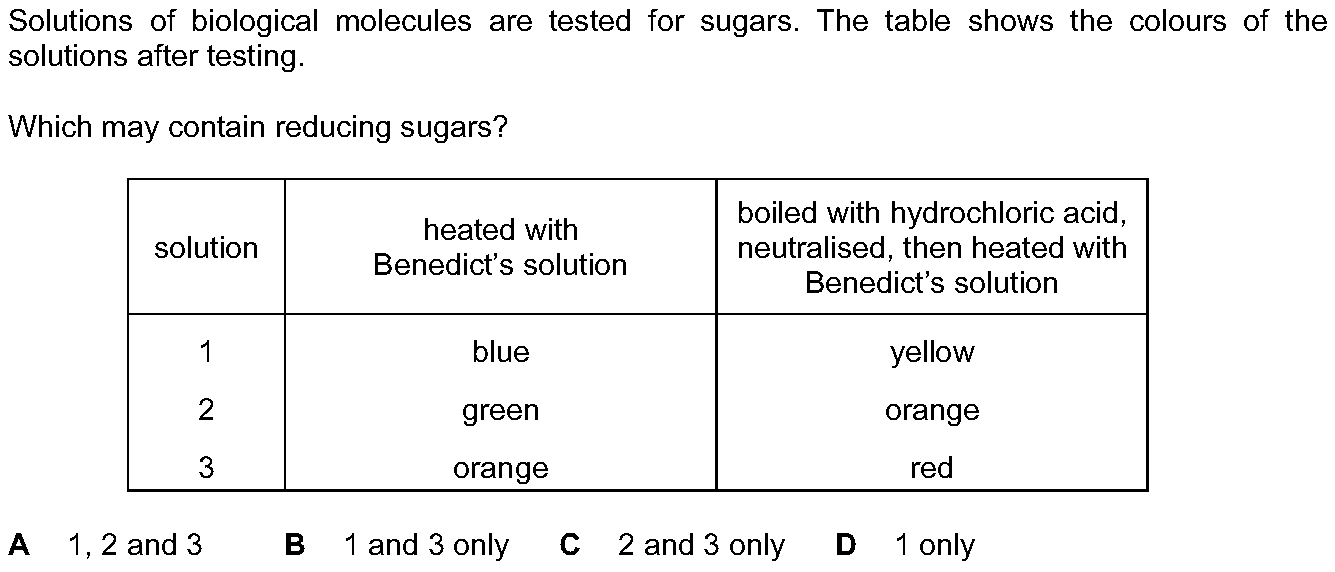 Solutions of biological molecules are tested for sugars. The table shows the colours of the
solutions after testing.
Which may contain reducing sugars?
solution
heated with
Benedict's solution
boiled with hydrochloric acid,
neutralised, then heated with
Benedict's solution
1 blue yellow
2 green orange
3 orange red
A 1, 2 and 3 B 1 and 3 only C 2 and 3 only D 1 only